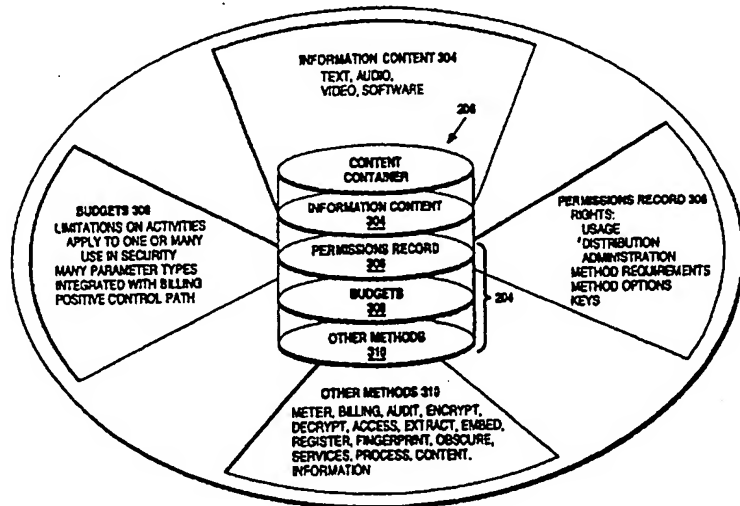 INFORMATION CONTENT 304
TEXT, AUDIO,
VIDEO, SOFTWARE
206
CONTENT
CONTAINER
INFORMATION CONTENT
304
PERMISSIONS RECORD
306
BUDGETS
308
OTHER METHODS
310
204
BUDGETS 308
LIMITATIONS ON ACTIVITIES
APPLY TO ONE OR MANY
USE IN SECURITY
MANY PARAMETER TYPES
INTEGRATED WITH BILLING
POSITIVE CONTROL PATH
PERMISSIONS RECORD 306
RIGHTS:
USAGE
DISTRIBUTION
ADMINISTRATION
METHOD REQUIREMENTS
METHOD OPTIONS
KEYS
OTHER METHODS 310
METER, BILLING, AUDIT, ENCRYPT,
DECRYPT, ACCESS, EXTRACT, EMBED,
REGISTER, FINGERPRINT, OBSCURE,
SERVICES, PROCESS, CONTENT,
INFORMATION